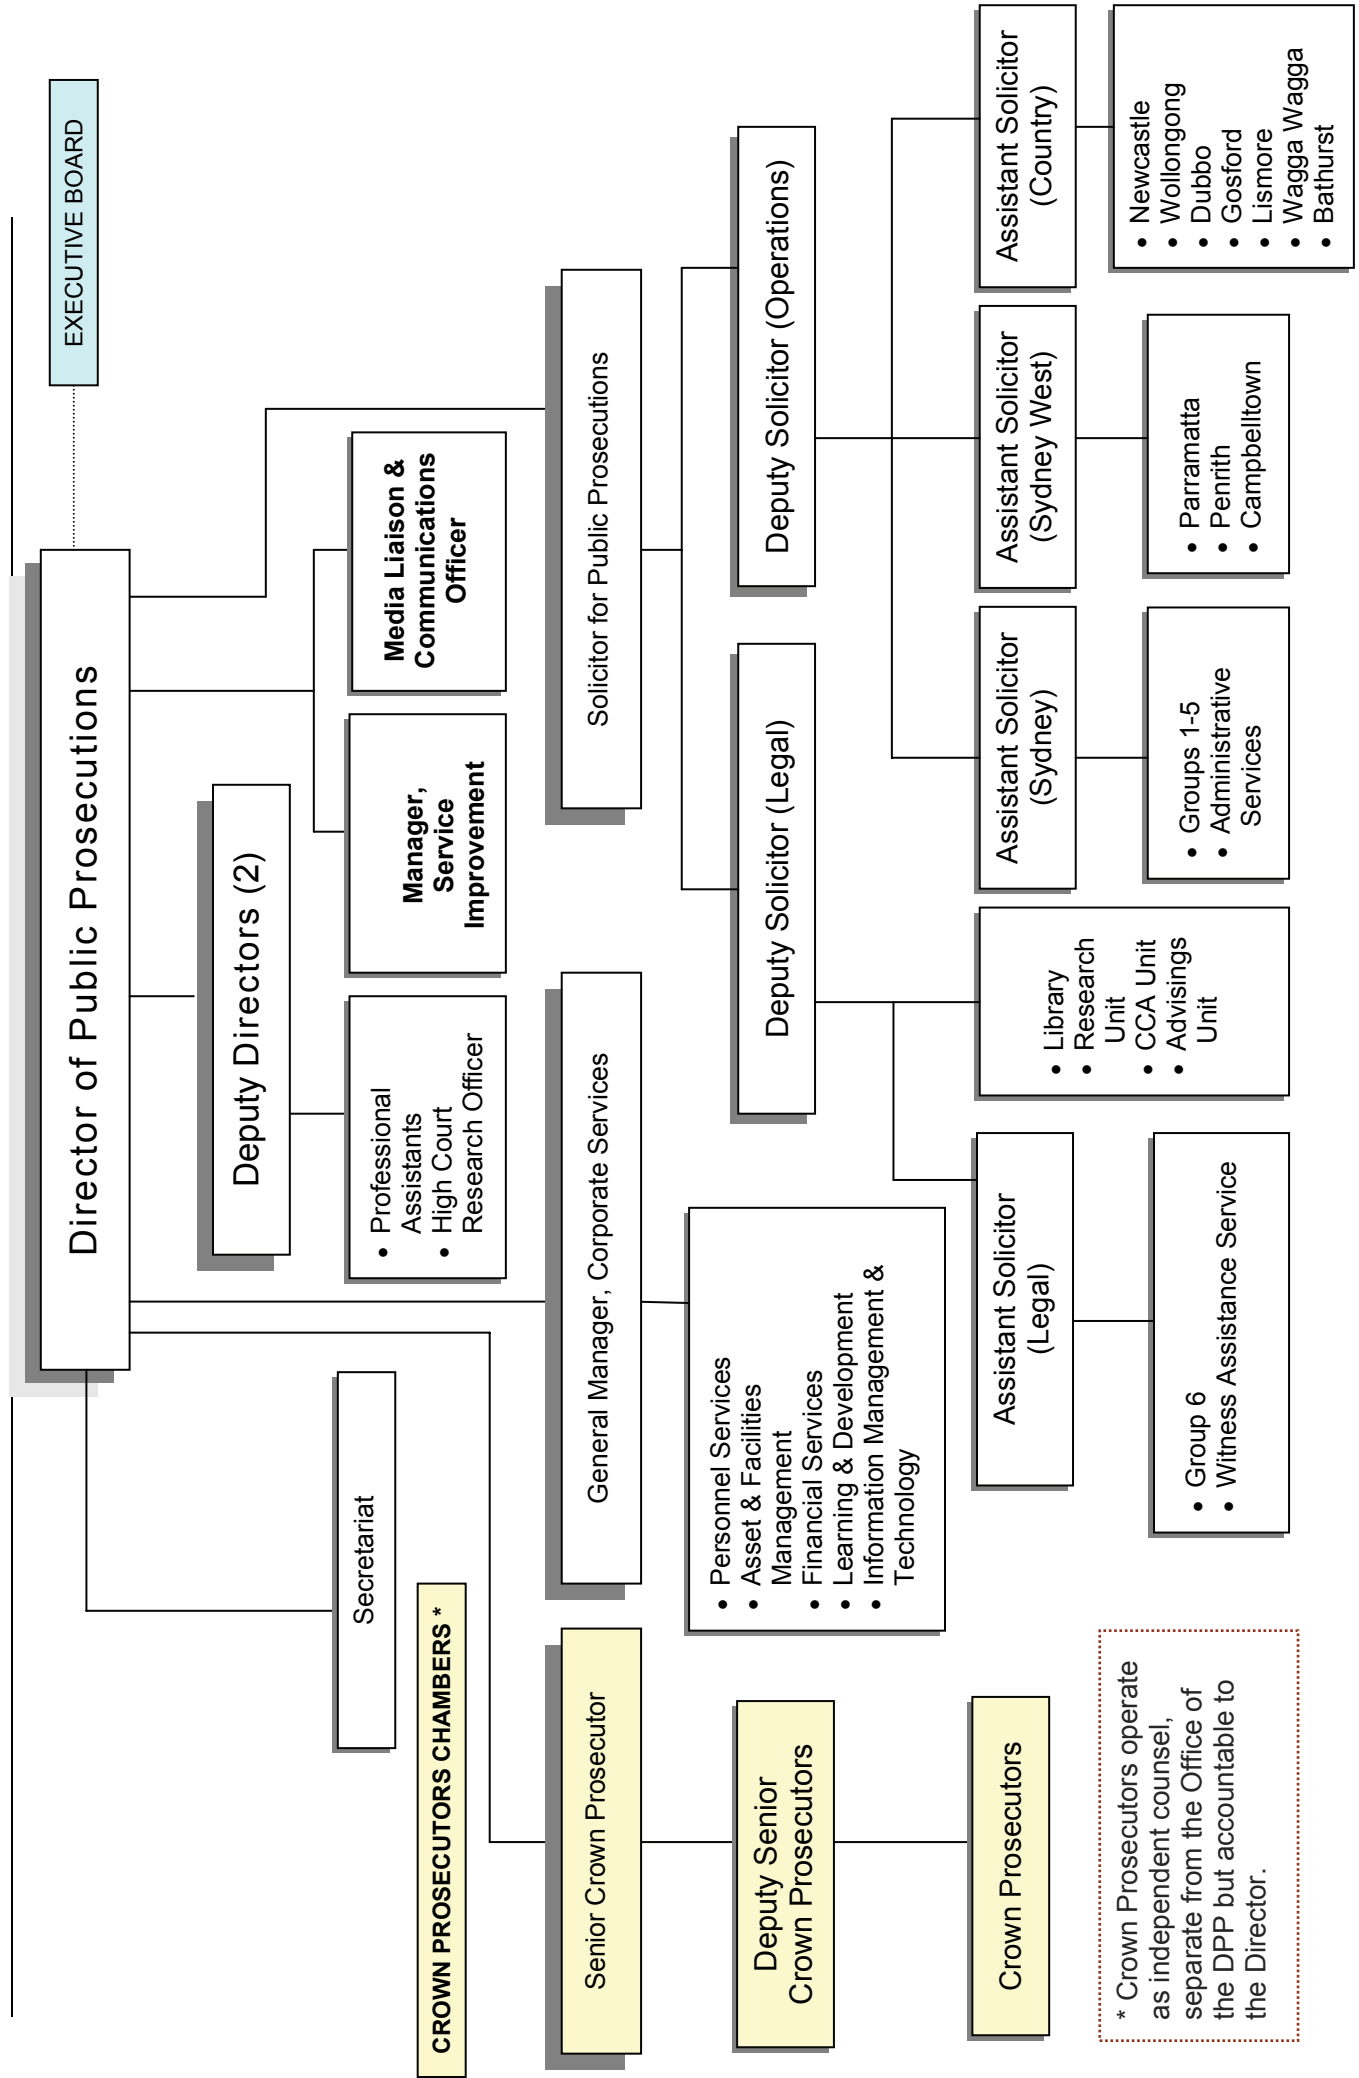 EXECUTIVE BOARD
Director of Public Prosecutions
Deputy Directors (2)
Secretariat
• Professional
Assistants
• High Court
Research Officer
Manager,
Service
Improvement
Media Liaison &
Communications
Officer
CROWN PROSECUTORS CHAMBERS *
Senior Crown Prosecutor
General Manager, Corporate Services
Solicitor for Public Prosecutions
• Personnel Services
• Asset & Facilities
Management
• Financial Services
• Learning & Development
• Information Management &
Technology
Deputy Senior
Crown Prosecutors
Deputy Solicitor (Legal)
Deputy Solicitor (Operations)
Crown Prosecutors
Assistant Solicitor
(Legal)
• Library
• Research
Unit
• CCA Unit
• Advisings
Unit
Assistant Solicitor
(Sydney)
Assistant Solicitor
(Sydney West)
Assistant Solicitor
(Country)
* Crown Prosecutors operate
as independent counsel,
separate from the Office of
the DPP but accountable to
the Director.
• Group 6
• Witness Assistance Service
• Groups 1-5
• Administrative
Services
• Parramatta
• Penrith
• Campbelltown
• Newcastle
• Wollongong
• Dubbo
• Gosford
• Lismore
• Wagga Wagga
• Bathurst